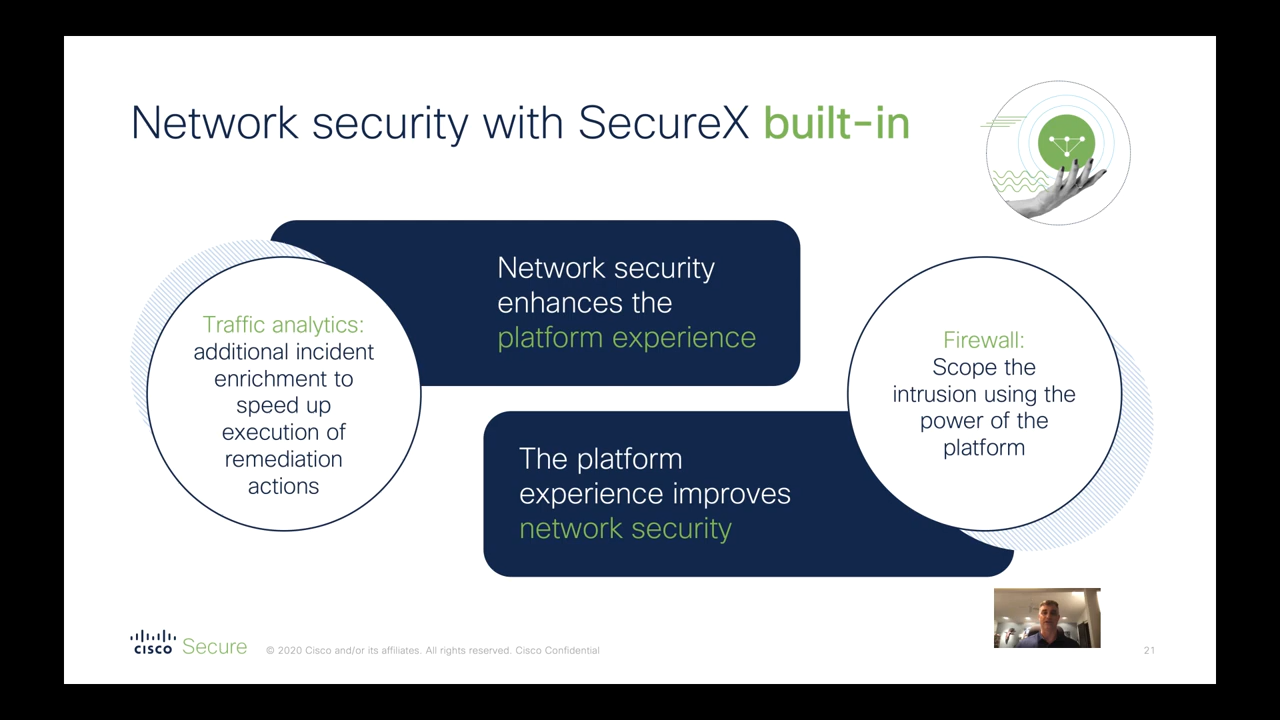 Network security with SecureX built-in
Network security
enhances the
platform experience
Traffic analytics:
additional incident
enrichment to
speed up
execution of
remediation
actions
Firewall:
Scope the
intrusion using the
power of the
platform
The platform
experience improves
network security
cisco Secure
© 2020 Cisco and/or its affiliates. All rights reserved. Cisco Confidential
21